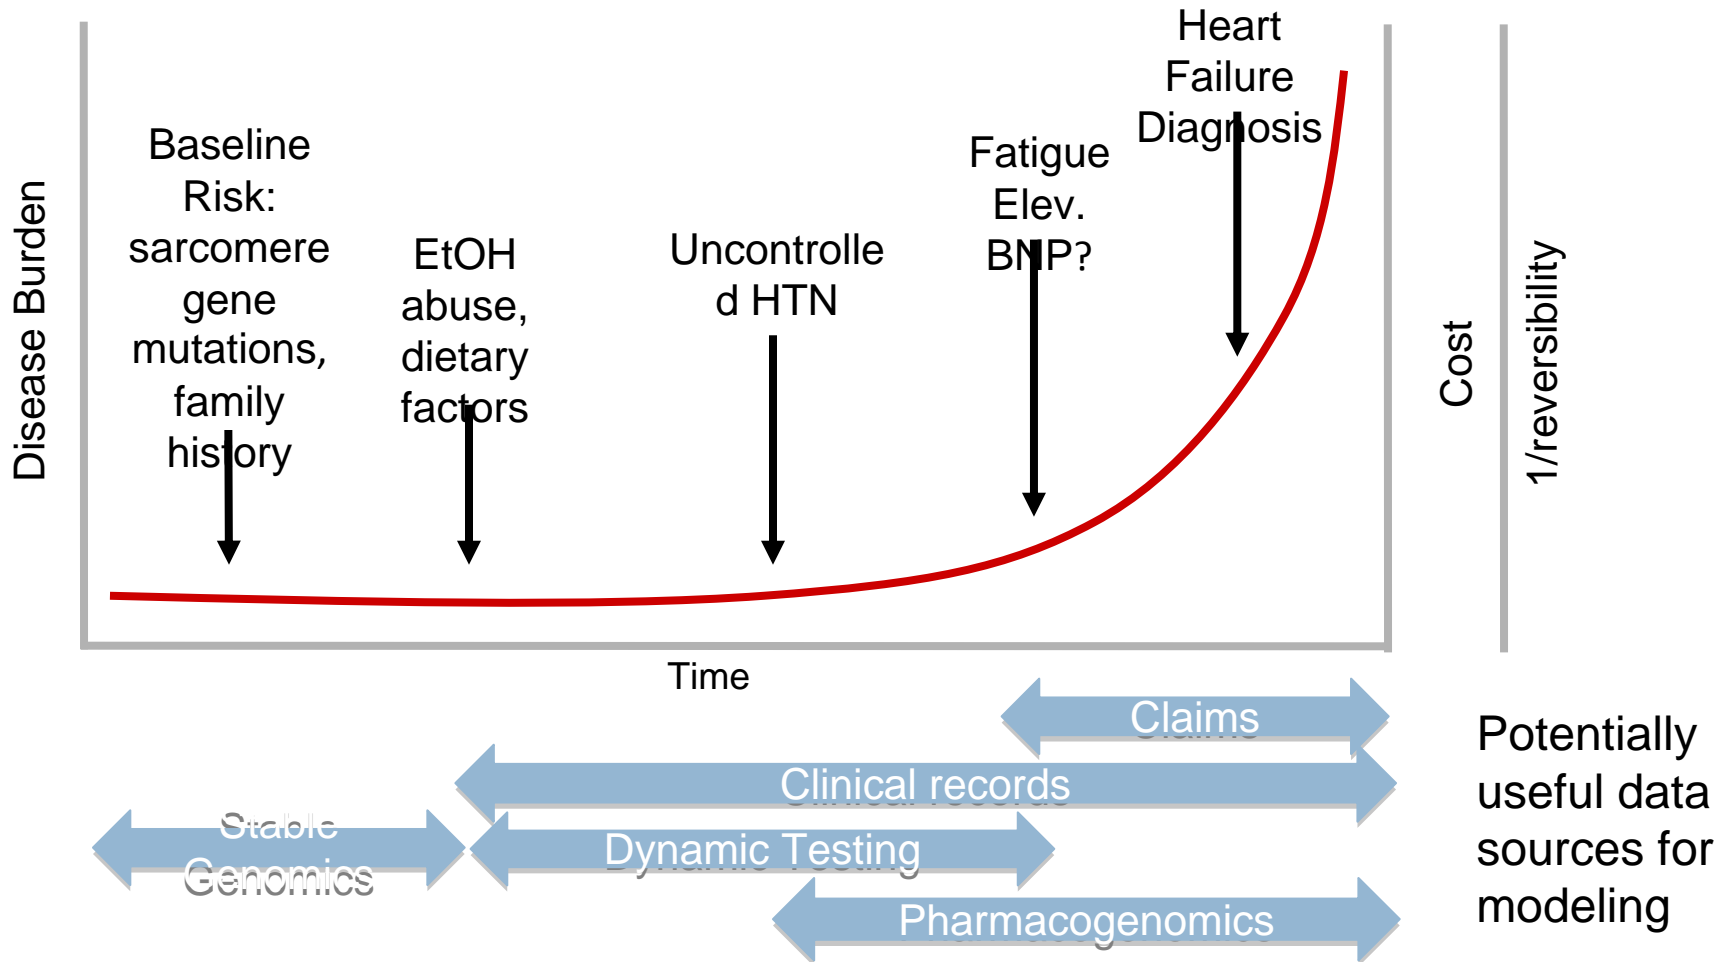 Heart
Failure
Diagnosis
Baseline
Risk:
sarcomere
gene
mutations,
family
history
EtOH
abuse,
dietary
factors
Uncontrolle
d HTN
Fatigue
Elev.
BNP?
Disease Burden
Cost
1/reversibility
Time
Claims
Clinical records
Stable
Genomics
Dynamic Testing
Pharmacogenomics
Potentially
useful data
sources for
modeling